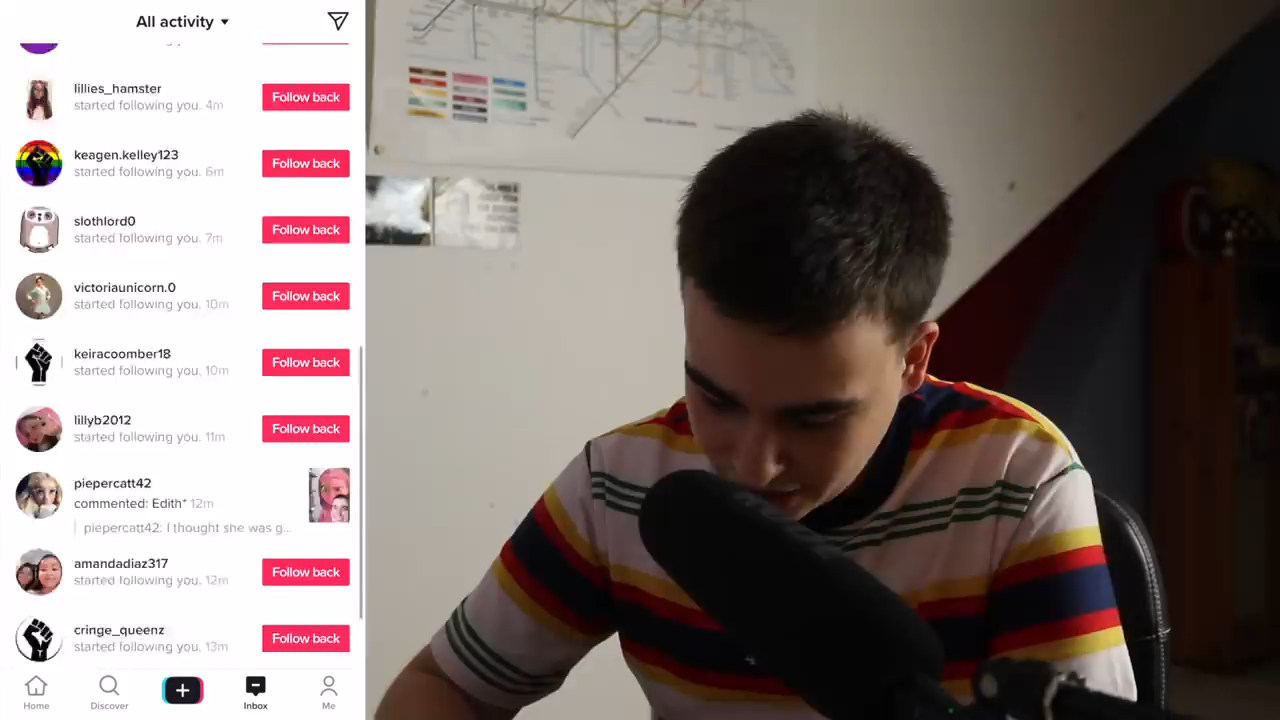 All activity
lillies_hamster
started following you. 4m
Follow back
keagen.kelley123
started following you. 6m
Follow back
slothlord0
started following you. 7m
Follow back
victoriaunicorn.0
started following you. 10m
Follow back
keiracoomber18
started following you. 10m
Follow back
lillyb2012
started following you. 11m
Follow back
piepercatt42
commented: Edith* 12m
piepercatt42: I thought she was g...
amandadiaz317
started following you. 12m
Follow back
cringe_queenz
started following you. 13m
Follow back
Home
Discover
Inbox
Me